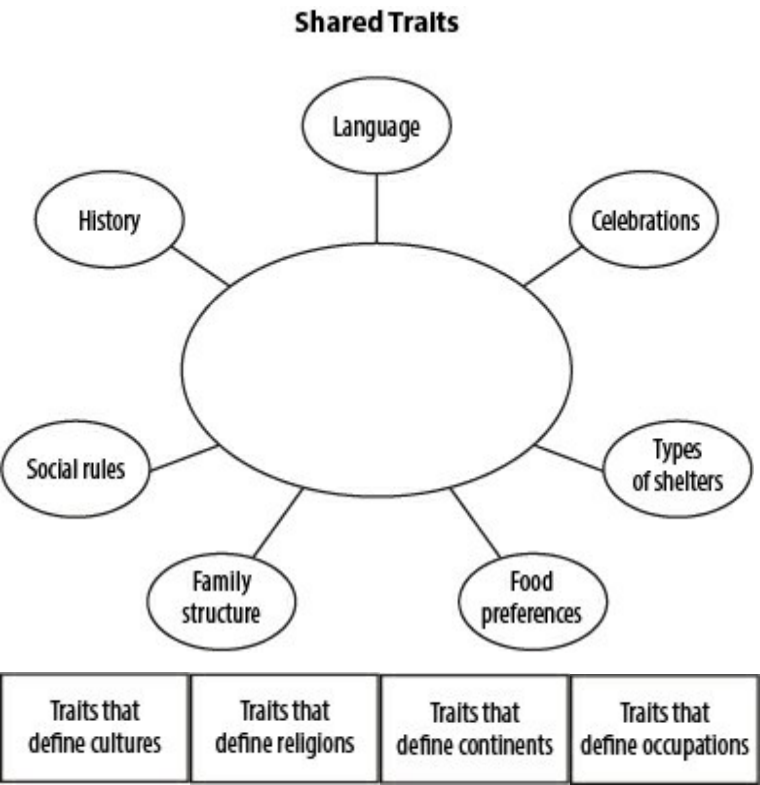 Shared Traits
Language
History
Celebrations
Social rules
Types
of shelters
Family
structure
Food
preferences
Traits that
define cultures
Traits that
define religions
Traits that
define continents
Traits that
define occupations